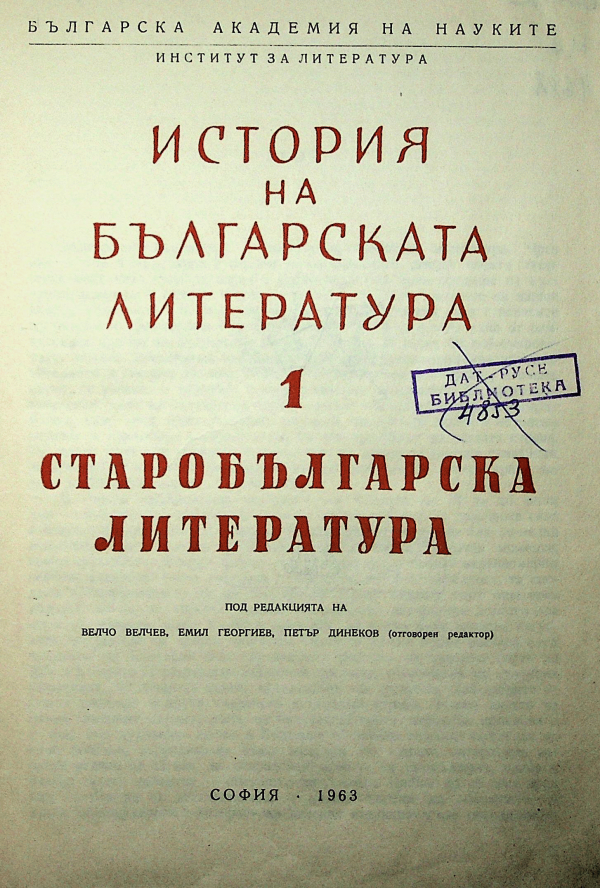 БЪЛГАРСКА АКАДЕМИЯ НА НАУКИТЕ
ИНСТИТУТ ЗА ЛИТЕРАТУРА
ИСТОРИЯ
НА
БЪЛГАРСКАТА
ЛИТЕРАТУРА
1
ДАТ-РУСЕ
БИБЛИОТЕКА
4853
СТАРОБЪЛГАРСКА
ЛИТЕРАТУРА
ПОД РЕДАКЦИЯТА НА
ВЕЛЧО ВЕЛЧЕВ, ЕМИЛ ГЕОРГИЕВ, ПЕТЪР ДИНЕКОВ (отговорен редактор)
СОФИЯ · 1963